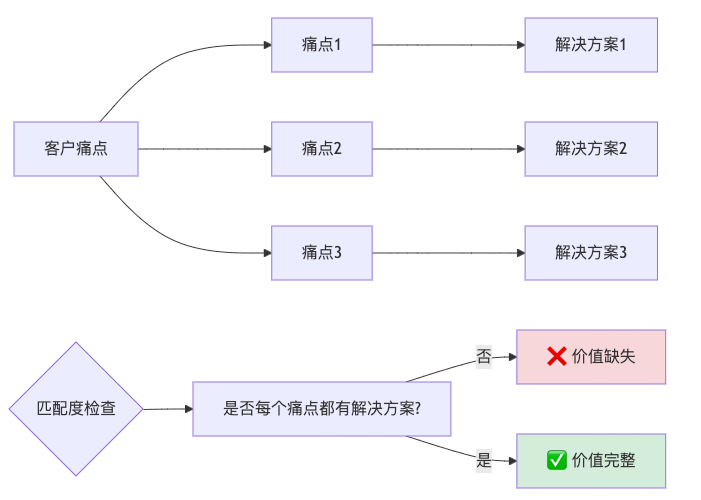 痛点1
解决方案1
客户痛点
痛点2
解决方案2
痛点3
解决方案3
匹配度检查
是否每个痛点都有解决方案?
否
❌ 价值缺失
是
✅ 价值完整